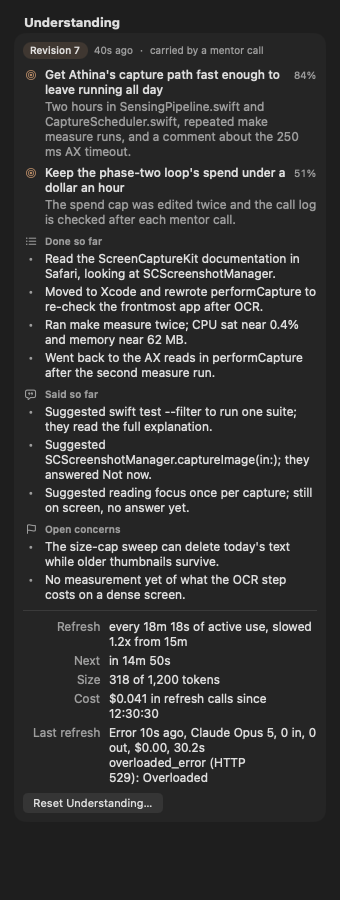 Understanding
Revision 7 40s ago · carried by a mentor call
Get Athina's capture path fast enough to 84%
leave running all day
Two hours in SensingPipeline.swift and
CaptureScheduler.swift, repeated make
measure runs, and a comment about the 250
ms AX timeout.
Keep the phase-two loop's spend under a 51%
dollar an hour
The spend cap was edited twice and the call log
is checked after each mentor call.
Done so far
• Read the ScreenCaptureKit documentation in
Safari, looking at SCScreenshotManager.
• Moved to Xcode and rewrote performCapture to
re-check the frontmost app after OCR.
• Ran make measure twice; CPU sat near 0.4%
and memory near 62 MB.
• Went back to the AX reads in performCapture
after the second measure run.
Said so far
• Suggested swift test --filter to run one suite;
they read the full explanation.
• Suggested
SCScreenshotManager.captureImage(in:); they
answered Not now.
• Suggested reading focus once per capture; still
on screen, no answer yet.
Open concerns
• The size-cap sweep can delete today's text
while older thumbnails survive.
• No measurement yet of what the OCR step
costs on a dense screen.
Refresh every 18m 18s of active use, slowed
1.2x from 15m
Next in 14m 50s
Size 318 of 1,200 tokens
Cost $0.041 in refresh calls since
12:30:30
Last refresh Error 10s ago, Claude Opus 5, 0 in, 0
out, $0.00, 30.2s
overloaded_error (HTTP
529): Overloaded
Reset Understanding...